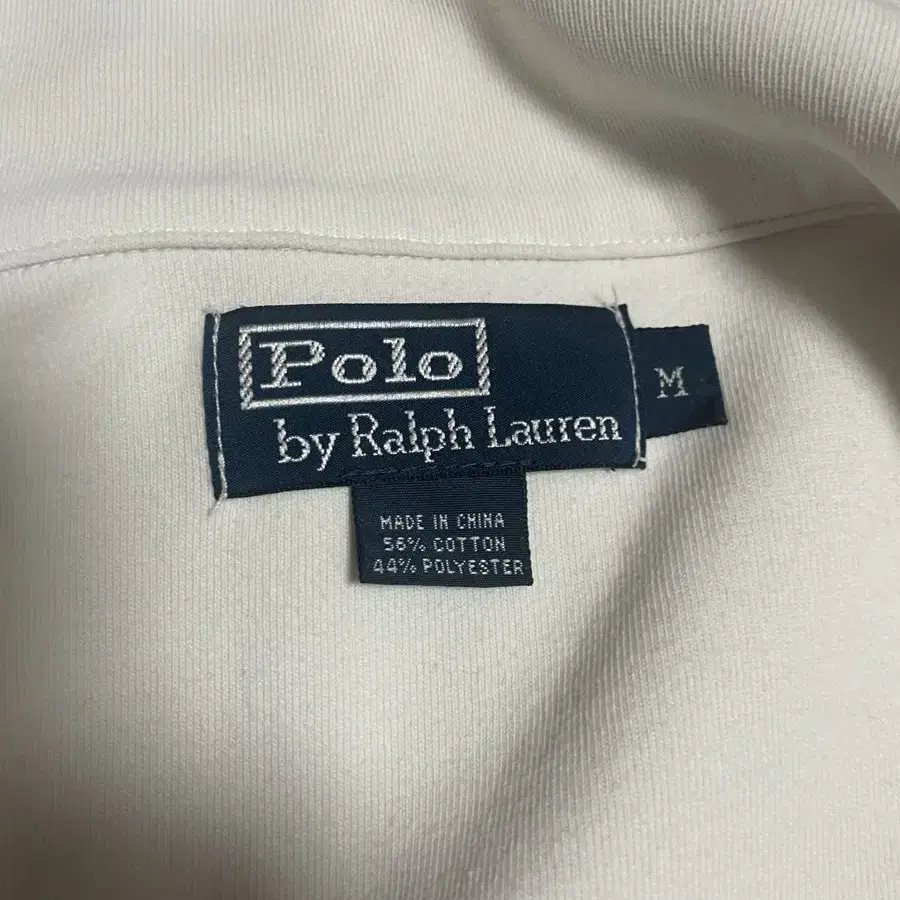 Polo
by Ralph Lauren
M
MADE IN CHINA
56% COTTON
44% POLYESTER